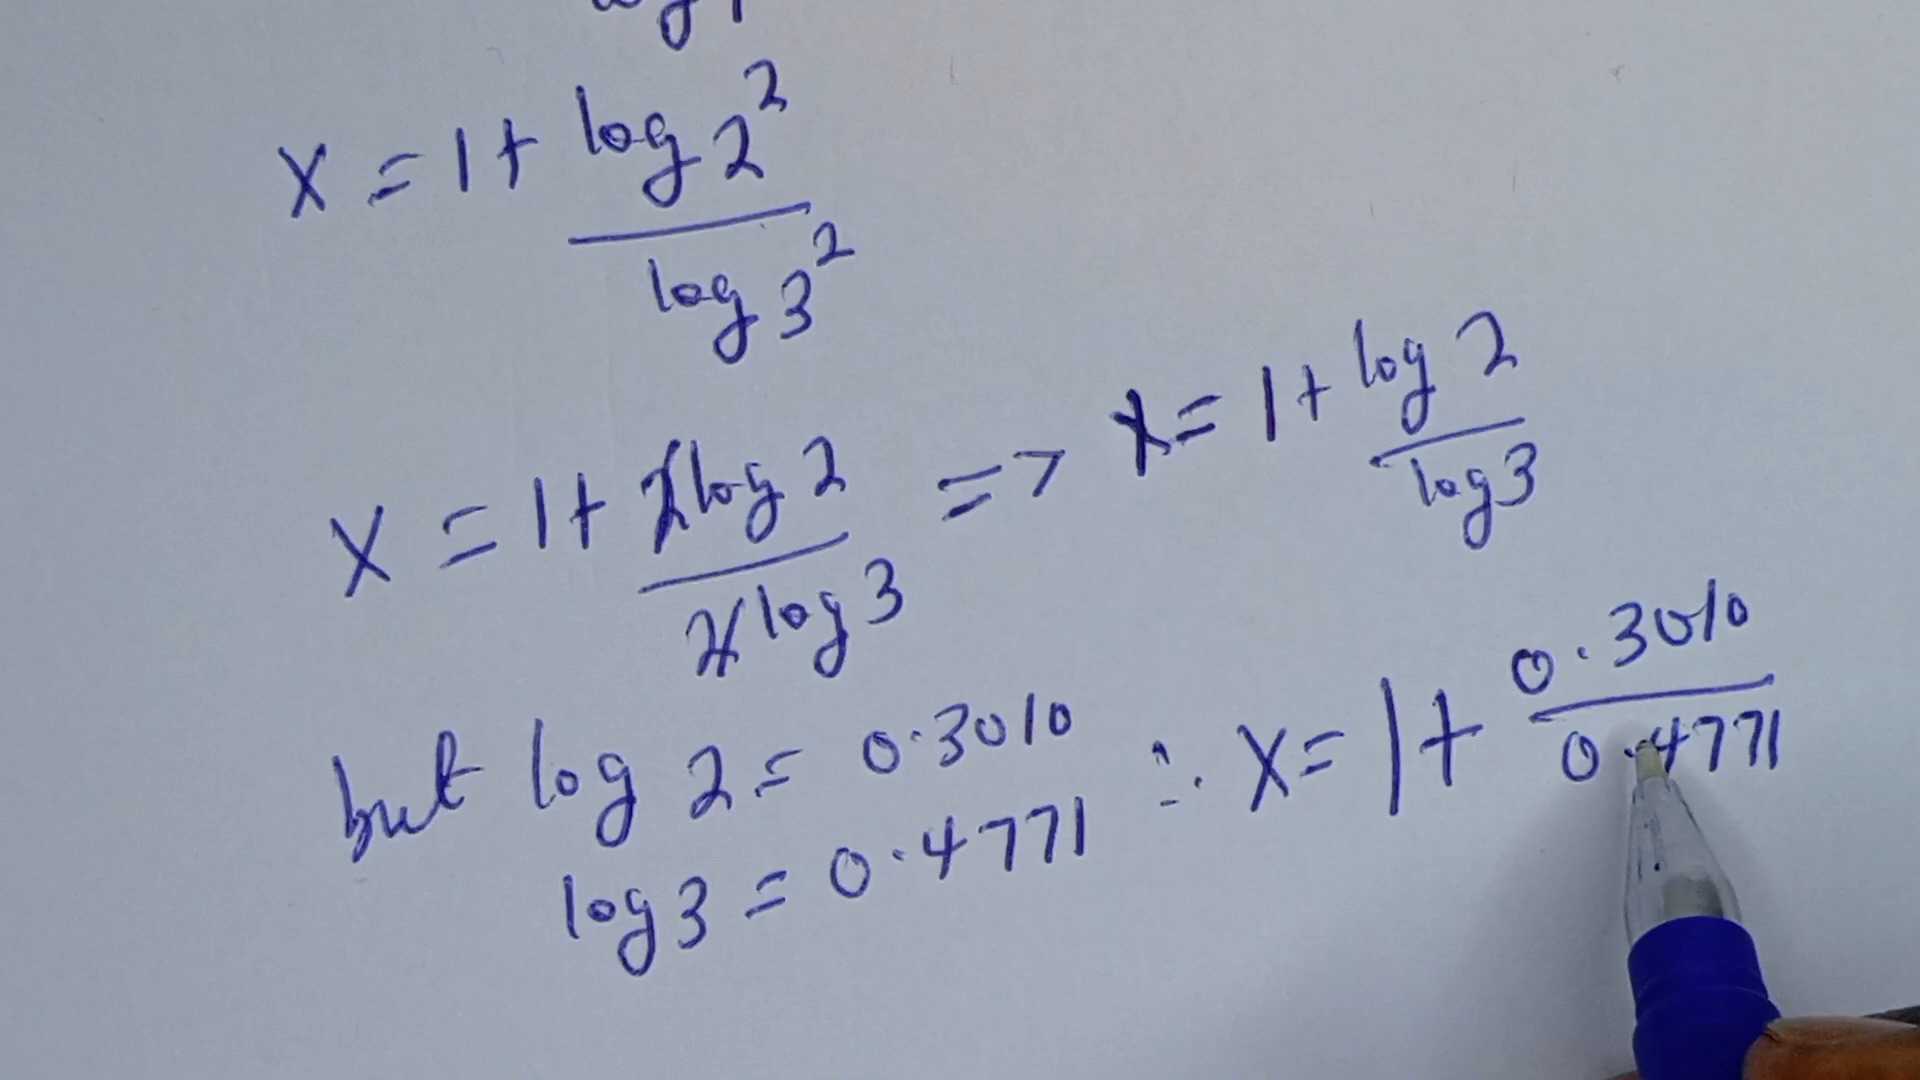 x = 1 + log 2² / log 3²
x = 1 + 2log 2 / 2log 3 => x = 1 + log 2 / log 3
but log 2 = 0.3010 ∴ x = 1 + 0.3010 / 0.4771
log 3 = 0.4771